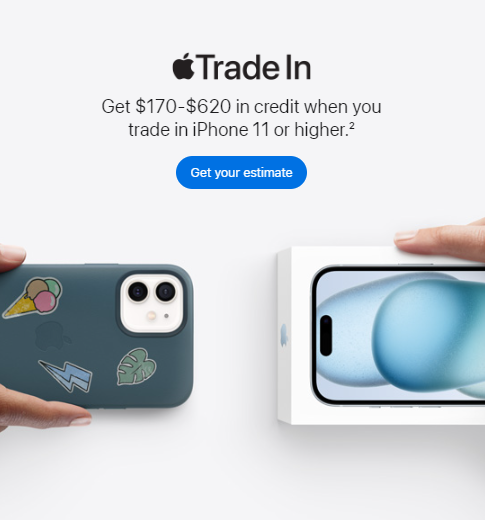 Trade In
Get $170-$620 in credit when you
trade in iPhone 11 or higher.²
Get your estimate